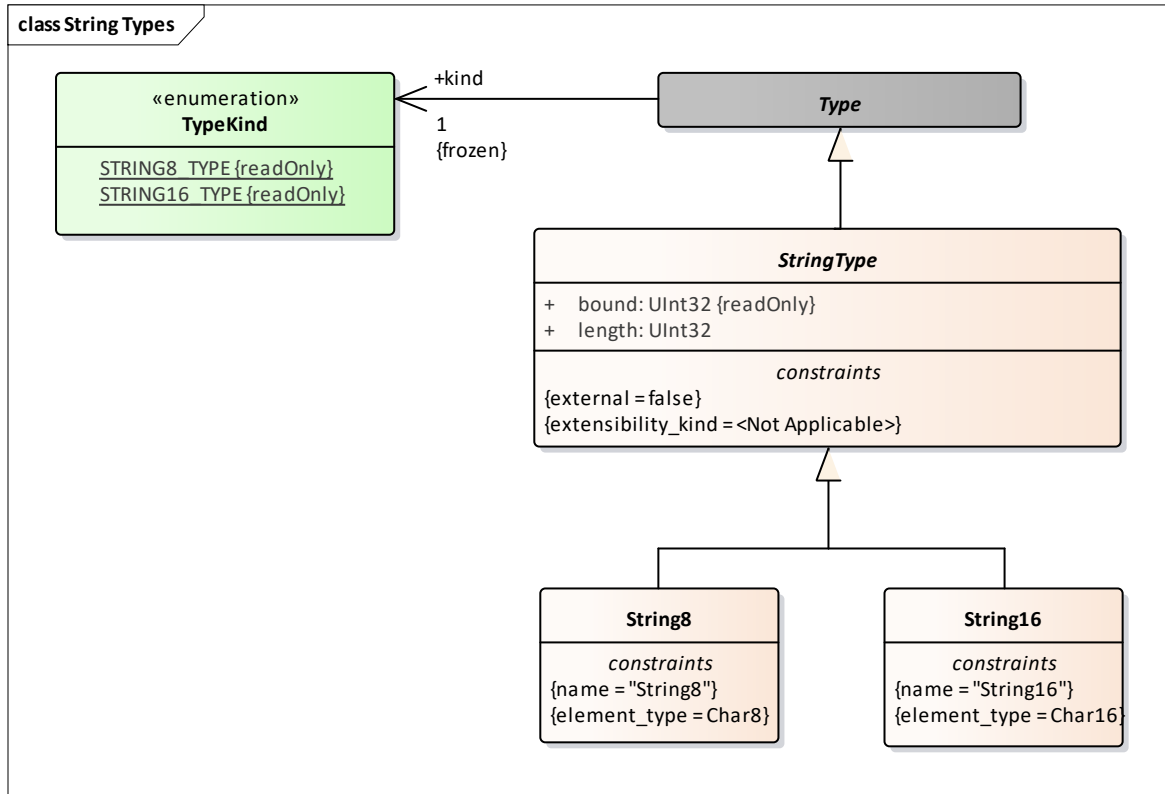 class String Types
«enumeration»
TypeKind
STRING8_TYPE {readOnly}
STRING16_TYPE {readOnly}
+kind
1
{frozen}
Type
StringType
+ bound: UInt32 {readOnly}
+ length: UInt32
constraints
{external = false}
{extensibility_kind = <Not Applicable>}
String8
constraints
{name = "String8"}
{element_type = Char8}
String16
constraints
{name = "String16"}
{element_type = Char16}